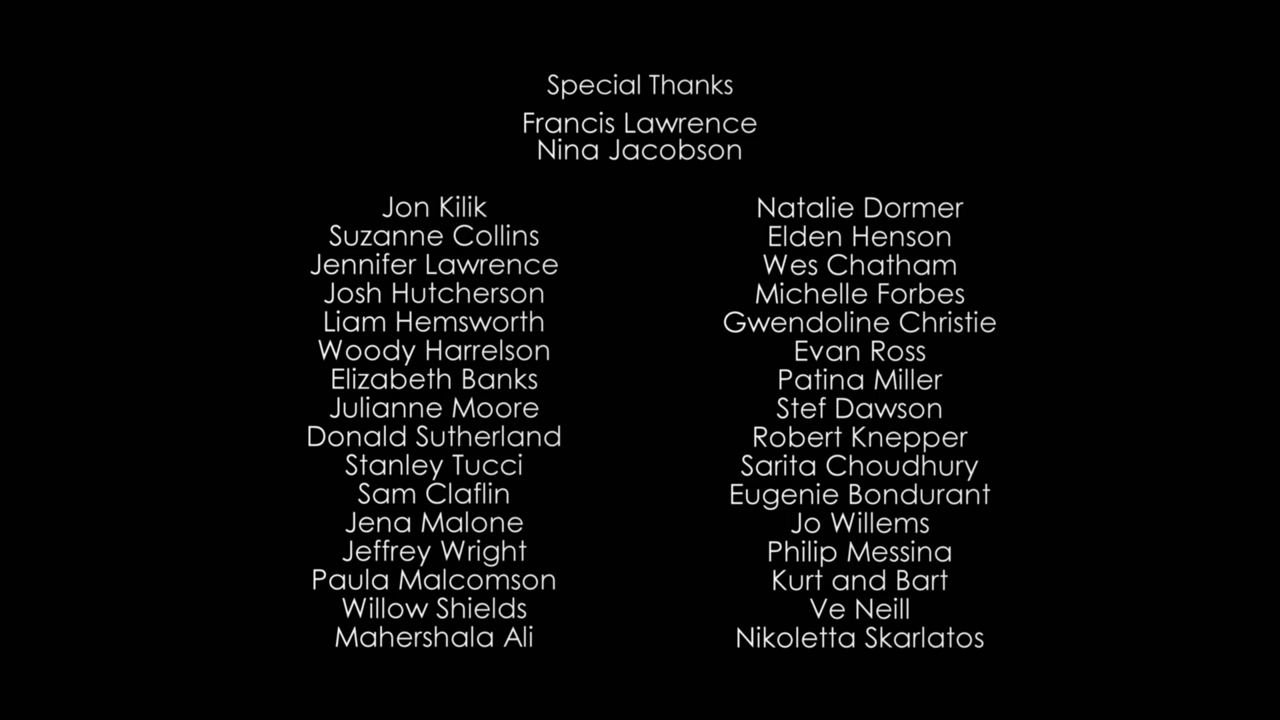 Special Thanks
Francis Lawrence
Nina Jacobson
Jon Kilik
Suzanne Collins
Jennifer Lawrence
Josh Hutcherson
Liam Hemsworth
Woody Harrelson
Elizabeth Banks
Julianne Moore
Donald Sutherland
Stanley Tucci
Sam Claflin
Jena Malone
Jeffrey Wright
Paula Malcomson
Willow Shields
Mahershala Ali
Natalie Dormer
Elden Henson
Wes Chatham
Michelle Forbes
Gwendoline Christie
Evan Ross
Patina Miller
Stef Dawson
Robert Knepper
Sarita Choudhury
Eugenie Bondurant
Jo Willems
Philip Messina
Kurt and Bart
Ve Neill
Nikoletta Skarlatos